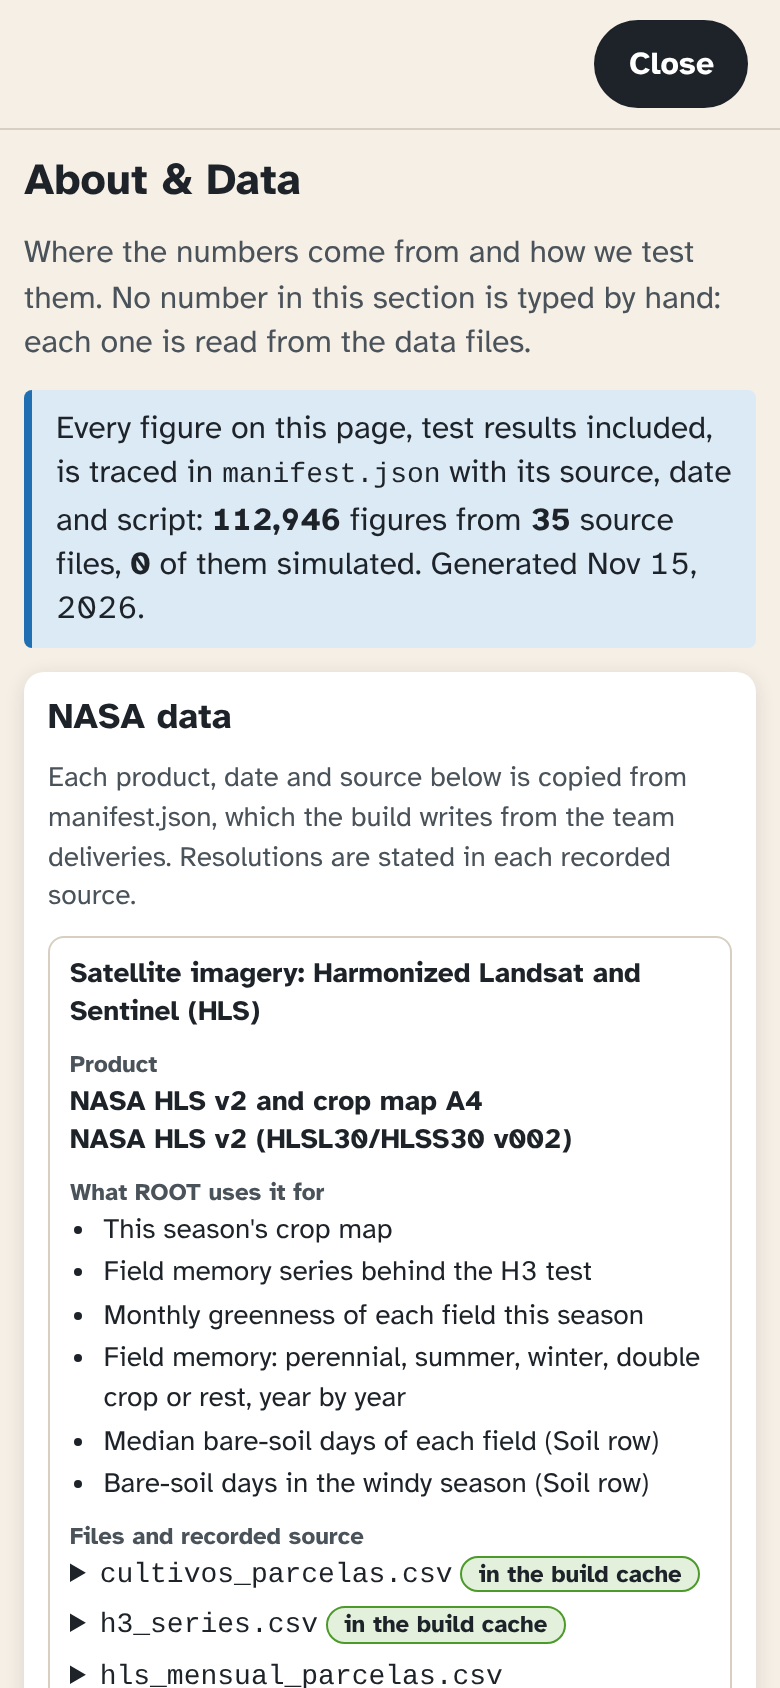 Close
About & Data
Where the numbers come from and how we test
them. No number in this section is typed by hand:
each one is read from the data files.
Every figure on this page, test results included,
is traced in manifest.json with its source, date
and script: 112,946 figures from 35 source
files, 0 of them simulated. Generated Nov 15,
2026.
NASA data
Each product, date and source below is copied from
manifest.json, which the build writes from the team
deliveries. Resolutions are stated in each recorded
source.
Satellite imagery: Harmonized Landsat and
Sentinel (HLS)
Product
NASA HLS v2 and crop map A4
NASA HLS v2 (HLSL30/HLSS30 v002)
What ROOT uses it for
• This season's crop map
• Field memory series behind the H3 test
• Monthly greenness of each field this season
• Field memory: perennial, summer, winter, double
crop or rest, year by year
• Median bare-soil days of each field (Soil row)
• Bare-soil days in the windy season (Soil row)
Files and recorded source
▶ cultivos_parcelas.csv in the build cache
▶ h3_series.csv in the build cache
▶ hls_mensual_parcelas.csv